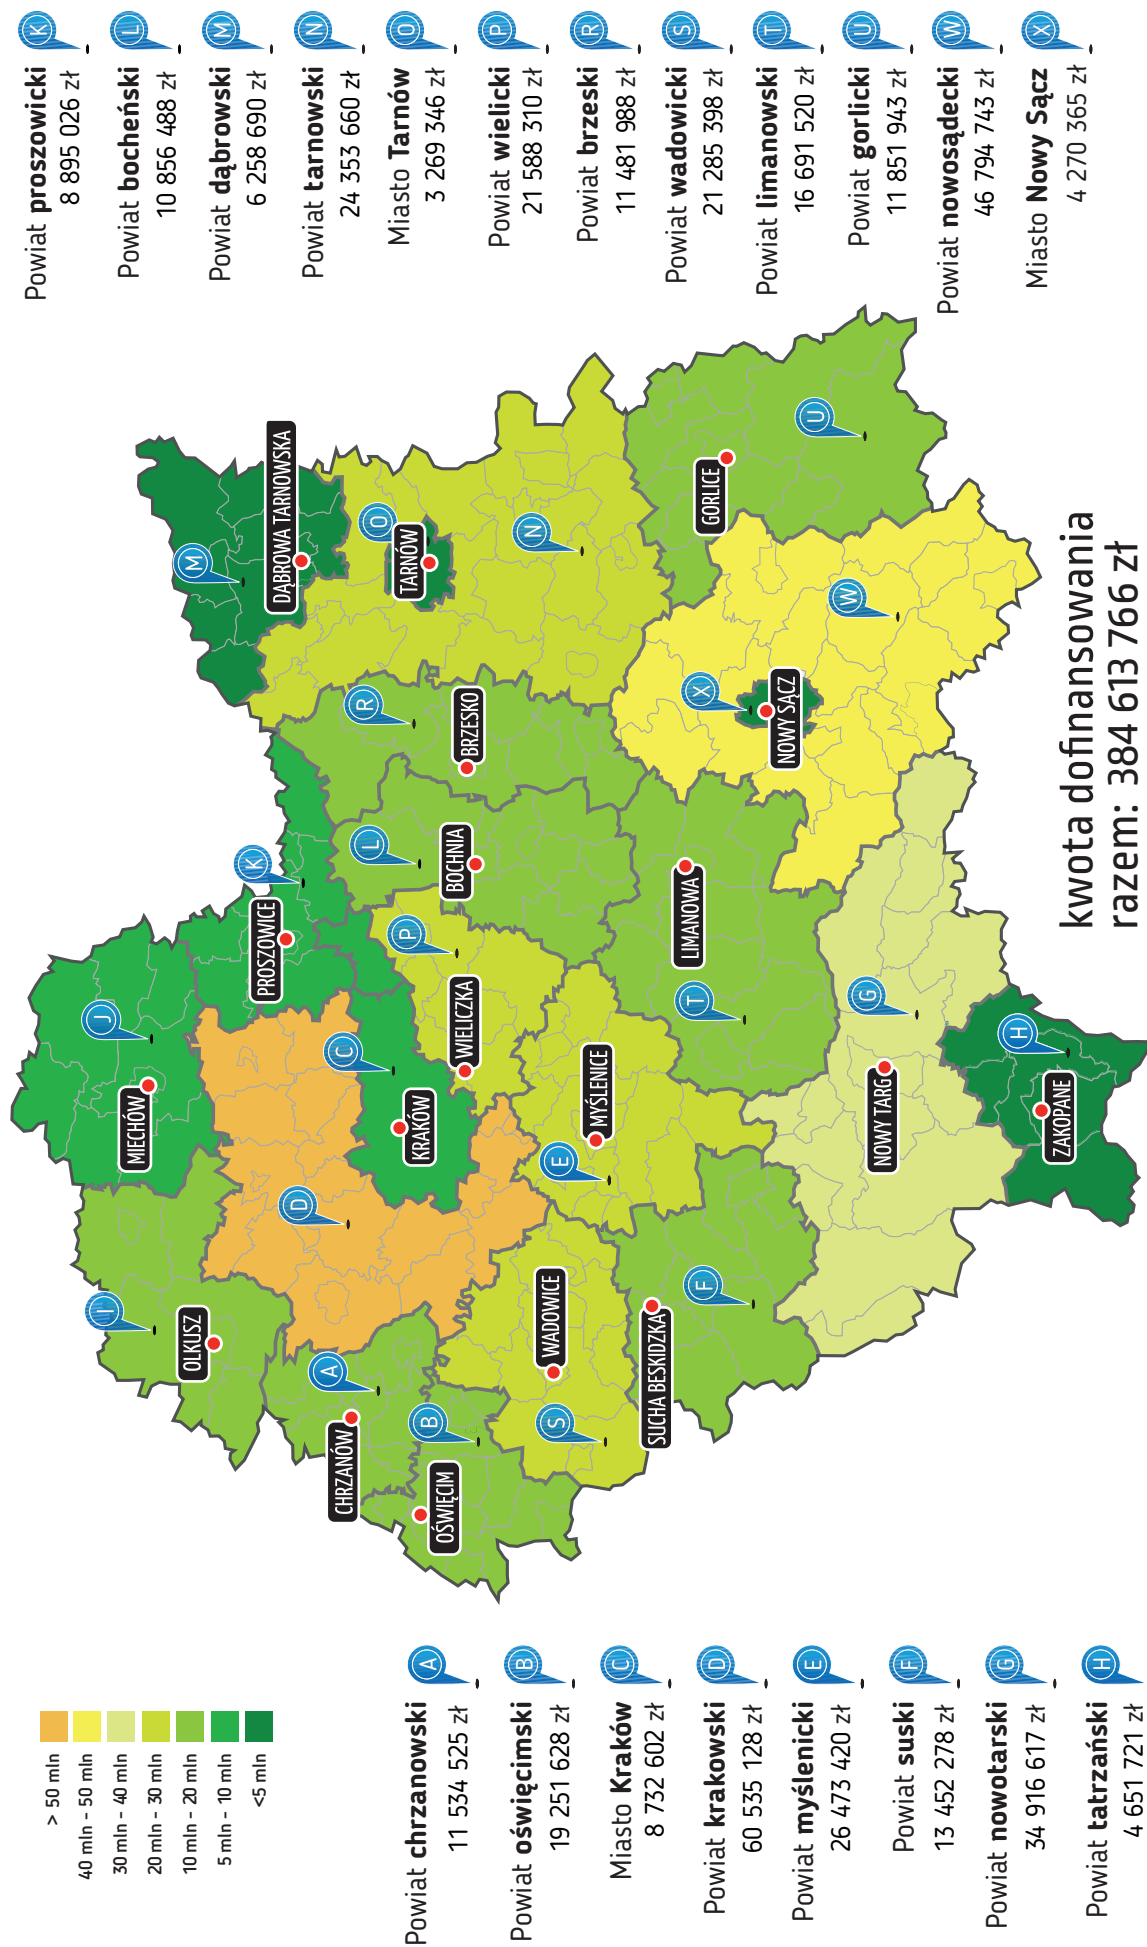 > 50 mln
40 mln - 50 mln
30 mln - 40 mln
20 mln - 30 mln
10 mln - 20 mln
5 mln - 10 mln
<5 mln
Powiat chrzanowski
11 534 525 zł
A
Powiat oświęcimski
19 251 628 zł
B
Miasto Kraków
8 732 602 zł
C
Powiat krakowski
60 535 128 zł
D
Powiat myślenicki
26 473 420 zł
E
Powiat suski
13 452 278 zł
F
Powiat nowotarski
34 916 617 zł
G
Powiat tatrzański
4 651 721 zł
H
I
OLKUSZ
J
MIECHÓW
K
PROSZOWICE
M
DĄBROWA TARNOWSKA
A
CHRZANÓW
D
C
KRAKÓW
L
BOCHNIA
R
BRZESKO
O
TARNÓW
N
B
OŚWIĘCIM
P
WIELICZKA
S
WADOWICE
E
MYŚLENICE
F
SUCHA BESKIDZKA
T
LIMANOWA
X
NOWY SĄCZ
W
GORLICE
U
G
NOWY TARG
H
ZAKOPANE
kwota dofinansowania
razem: 384 613 766 zł
Powiat proszowicki
8 895 026 zł
K
Powiat bocheński
10 856 488 zł
L
Powiat dąbrowski
6 258 690 zł
M
Powiat tarnowski
24 353 660 zł
N
Miasto Tarnów
3 269 346 zł
O
Powiat wielicki
21 588 310 zł
P
Powiat brzeski
11 481 988 zł
R
Powiat wadowicki
21 285 398 zł
S
Powiat limanowski
16 691 520 zł
T
Powiat gorlicki
11 851 943 zł
U
Powiat nowosądecki
46 794 743 zł
W
Miasto Nowy Sącz
4 270 365 zł
X